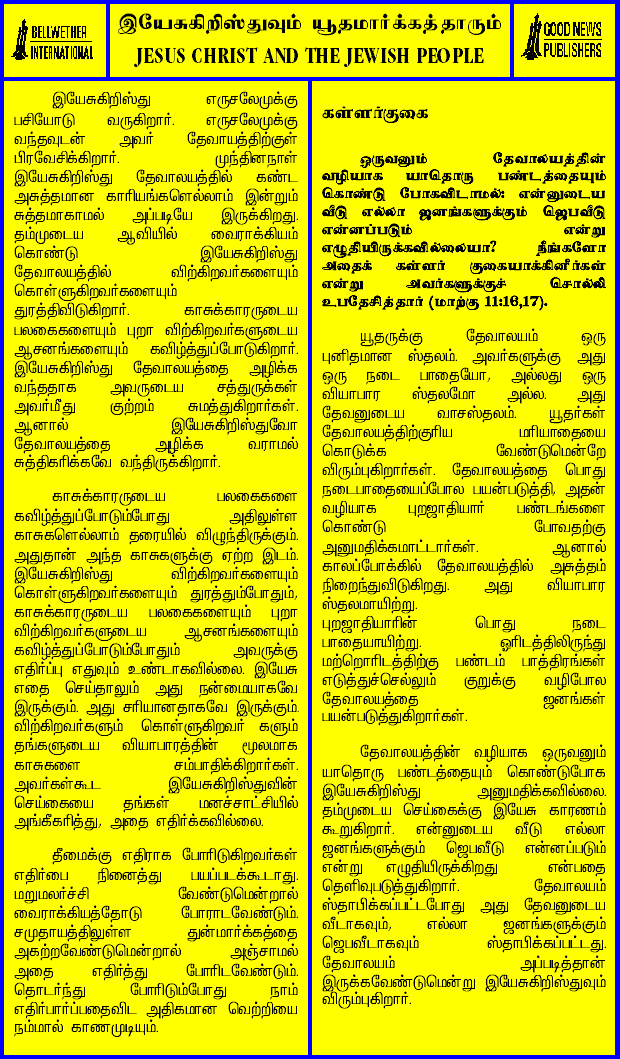 BELLWETHER
INTERNATIONAL
இயேசுகிறிஸ்துவும் யூதமார்க்கத்தாரும்
JESUS CHRIST AND THE JEWISH PEOPLE
GOOD NEWS
PUBLISHERS
இயேசுகிறிஸ்து எருசலேமுக்கு
பசியோடு வருகிறார். எருசலேமுக்கு
வந்தவுடன் அவர் தேவாயத்திற்குள்
பிரவேசிக்கிறார். முந்தினநாள்
இயேசுகிறிஸ்து தேவாலயத்தில் கண்ட
அசுத்தமான காரியங்களெல்லாம் இன்றும்
சுத்தமாகாமல் அப்படியே இருக்கிறது.
தம்முடைய ஆவியில் வைராக்கியம்
கொண்டு இயேசுகிறிஸ்து
தேவாலயத்தில் விற்கிறவர்களையும்
கொள்ளுகிறவர்களையும்
துரத்திவிடுகிறார். காசுக்காரருடைய
பலகைகளையும் புறா விற்கிறவர்களுடைய
ஆசனங்களையும் கவிழ்த்துப்போடுகிறார்.
இயேசுகிறிஸ்து தேவாலயத்தை அழிக்க
வந்ததாக அவருடைய சத்துருக்கள்
அவர்மீது குற்றம் சுமத்துகிறார்கள்.
ஆனால் இயேசுகிறிஸ்துவோ
தேவாலயத்தை அழிக்க வராமல்
சுத்திகரிக்கவே வந்திருக்கிறார்.
காசுக்காரருடைய பலகைகளை
கவிழ்த்துப்போடும்போது அதிலுள்ள
காசுகளெல்லாம் தரையில் விழுந்திருக்கும்.
அதுதான் அந்த காசுகளுக்கு ஏற்ற இடம்.
இயேசுகிறிஸ்து விற்கிறவர்களையும்
கொள்ளுகிறவர்களையும் துரத்தும்போதும்,
காசுக்காரருடைய பலகைகளையும் புறா
விற்கிறவர்களுடைய ஆசனங்களையும்
கவிழ்த்துப்போடும்போதும் அவருக்கு
எதிர்ப்பு எதுவும் உண்டாகவில்லை. இயேசு
எதை செய்தாலும் அது நன்மையாகவே
இருக்கும். அது சரியானதாகவே இருக்கும்.
விற்கிறவர்களும் கொள்ளுகிறவர் களும்
தங்களுடைய வியாபாரத்தின் மூலமாக
காசுகளை சம்பாதிக்கிறார்கள்.
அவர்கள்கூட இயேசுகிறிஸ்துவின்
செய்கையை தங்கள் மனச்சாட்சியில்
அங்கீகரித்து, அதை எதிர்க்கவில்லை.
தீமைக்கு எதிராக போரிடுகிறவர்கள்
எதிர்பை நினைத்து பயப்படக்கூடாது.
மறுமலர்ச்சி வேண்டுமென்றால்
வைராக்கியத்தோடு போராடவேண்டும்.
சமுதாயத்திலுள்ள துன்மார்க்கத்தை
அகற்றவேண்டுமென்றால் அஞ்சாமல்
அதை எதிர்த்து போரிடவேண்டும்.
தொடர்ந்து போரிடும்போது நாம்
எதிர்பார்ப்பதைவிட அதிகமான வெற்றியை
நம்மால் காணமுடியும்.
கள்ளர்குகை
ஒருவனும் தேவாலயத்தின்
வழியாக யாதொரு பண்டத்தையும்
கொண்டு போகவிடாமல்: என்னுடைய
வீடு எல்லா ஜனங்களுக்கும் ஜெபவீடு
என்னப்படும் என்று
எழுதியிருக்கவில்லையா? நீங்களோ
அதைக் கள்ளர் குகையாக்கினீர்கள்
என்று அவர்களுக்குச் சொல்லி
உபதேசித்தார் (மாற்கு 11:16,17).
யூதருக்கு தேவாலயம் ஒரு
புனிதமான ஸ்தலம். அவர்களுக்கு அது
ஒரு நடை பாதையோ, அல்லது ஒரு
வியாபார ஸ்தலமோ அல்ல. அது
தேவனுடைய வாசஸ்தலம். யூதர்கள்
தேவாலயத்திற்குரிய மரியாதையை
கொடுக்க வேண்டுமென்றே
விரும்புகிறார்கள். தேவாலயத்தை பொது
நடைபாதையைப்போல பயன்படுத்தி, அதன்
வழியாக புறஜாதியார் பண்டங்களை
கொண்டு போவதற்கு
அனுமதிக்கமாட்டார்கள். ஆனால்
காலப்போக்கில் தேவாலயத்தில் அசுத்தம்
நிறைந்துவிடுகிறது. அது வியாபார
ஸ்தலமாயிற்று.
புறஜாதியாரின் பொது நடை
பாதையாயிற்று. ஓரிடத்திலிருந்து
மற்றொரிடத்திற்கு பண்டம் பாத்திரங்கள்
எடுத்துச்செல்லும் குறுக்கு வழிபோல
தேவாலயத்தை ஜனங்கள்
பயன்படுத்துகிறார்கள்.
தேவாலயத்தின் வழியாக ஒருவனும்
யாதொரு பண்டத்தையும் கொண்டுபோக
இயேசுகிறிஸ்து அனுமதிக்கவில்லை.
தம்முடைய செய்கைக்கு இயேசு காரணம்
கூறுகிறார். என்னுடைய வீடு எல்லா
ஜனங்களுக்கும் ஜெபவீடு என்னப்படும்
என்று எழுதியிருக்கிறது என்பதை
தெளிவுபடுத்துகிறார். தேவாலயம்
ஸ்தாபிக்கப்பட்டபோது அது தேவனுடைய
வீடாகவும், எல்லா ஜனங்களுக்கும்
ஜெபவீடாகவும் ஸ்தாபிக்கப்பட்டது.
தேவாலயம் அப்படித்தான்
இருக்கவேண்டுமென்று இயேசுகிறிஸ்துவும்
விரும்புகிறார்.